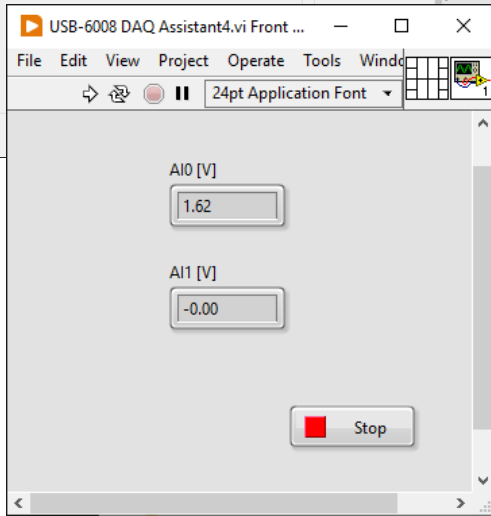 USB-6008 DAQ Assistant4.vi Front ...
File Edit View Project Operate Tools Windo
24pt Application Font
1
AI0 [V]
1.62
AI1 [V]
-0.00
Stop